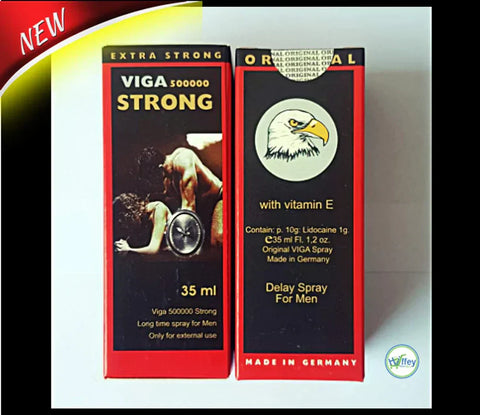 NEW
EXTRA STRONG
VIGA 500000
STRONG
35 ml
Viga 500000 Strong
Long time spray for Men
Only for external use
ORIGINAL ORIGINAL
ORIGINAL
with vitamin E
Contain: p. 10g: Lidocaine 1g.
℮35 ml Fl. 1,2 oz.
Original VIGA Spray
Made in Germany
Delay Spray
For Men
MADE IN GERMANY